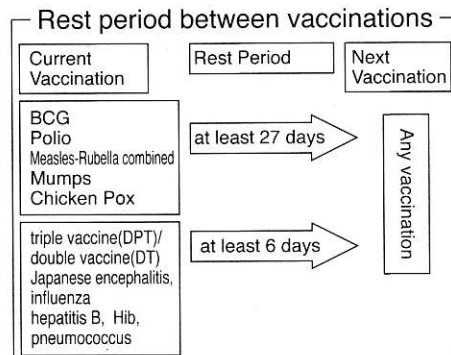 Rest period between vaccinations
Current
Vaccination
Rest Period
Next
Vaccination
BCG
Polio
Measles-Rubella combined
Mumps
Chicken Pox
at least 27 days
Any vaccination
triple vaccine(DPT)/
double vaccine(DT)
Japanese encephalitis,
influenza
hepatitis B, Hib,
pneumococcus
at least 6 days